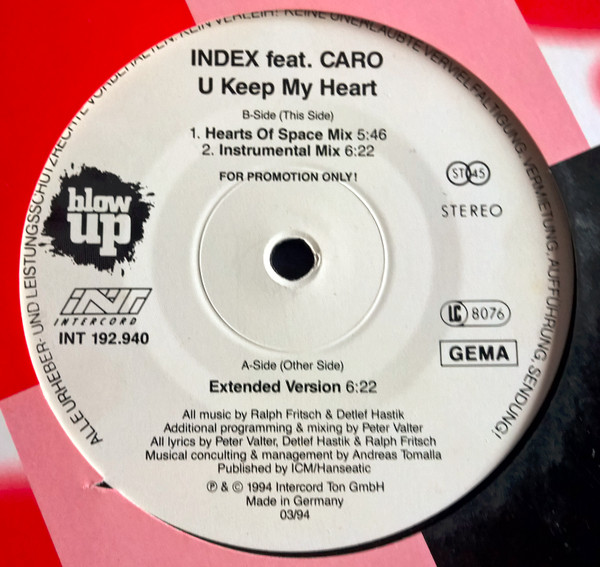 ALLE URHEBER- UND LEISTUNGSSCHUTZRECHTE VORBEHALTEN. KEIN VERLEIH! KEINE UNERLAUBTE VERVIELFÄLTIGUNG, VERMIETUNG, AUFFÜHRUNG, SENDUNG!
INDEX feat. CARO
U Keep My Heart
B-Side (This Side)
1. Hearts Of Space Mix 5:46
2. Instrumental Mix 6:22
FOR PROMOTION ONLY!
blow
up
ST 45
STEREO
INT
INTERCORD
INT 192.940
LC 8076
GEMA
A-Side (Other Side)
Extended Version 6:22
All music by Ralph Fritsch & Detlef Hastik
Additional programming & mixing by Peter Valter
All lyrics by Peter Valter, Detlef Hastik & Ralph Fritsch
Musical conculting & management by Andreas Tomalla
Published by ICM/Hanseatic
℗ & © 1994 Intercord Ton GmbH
Made in Germany
03/94